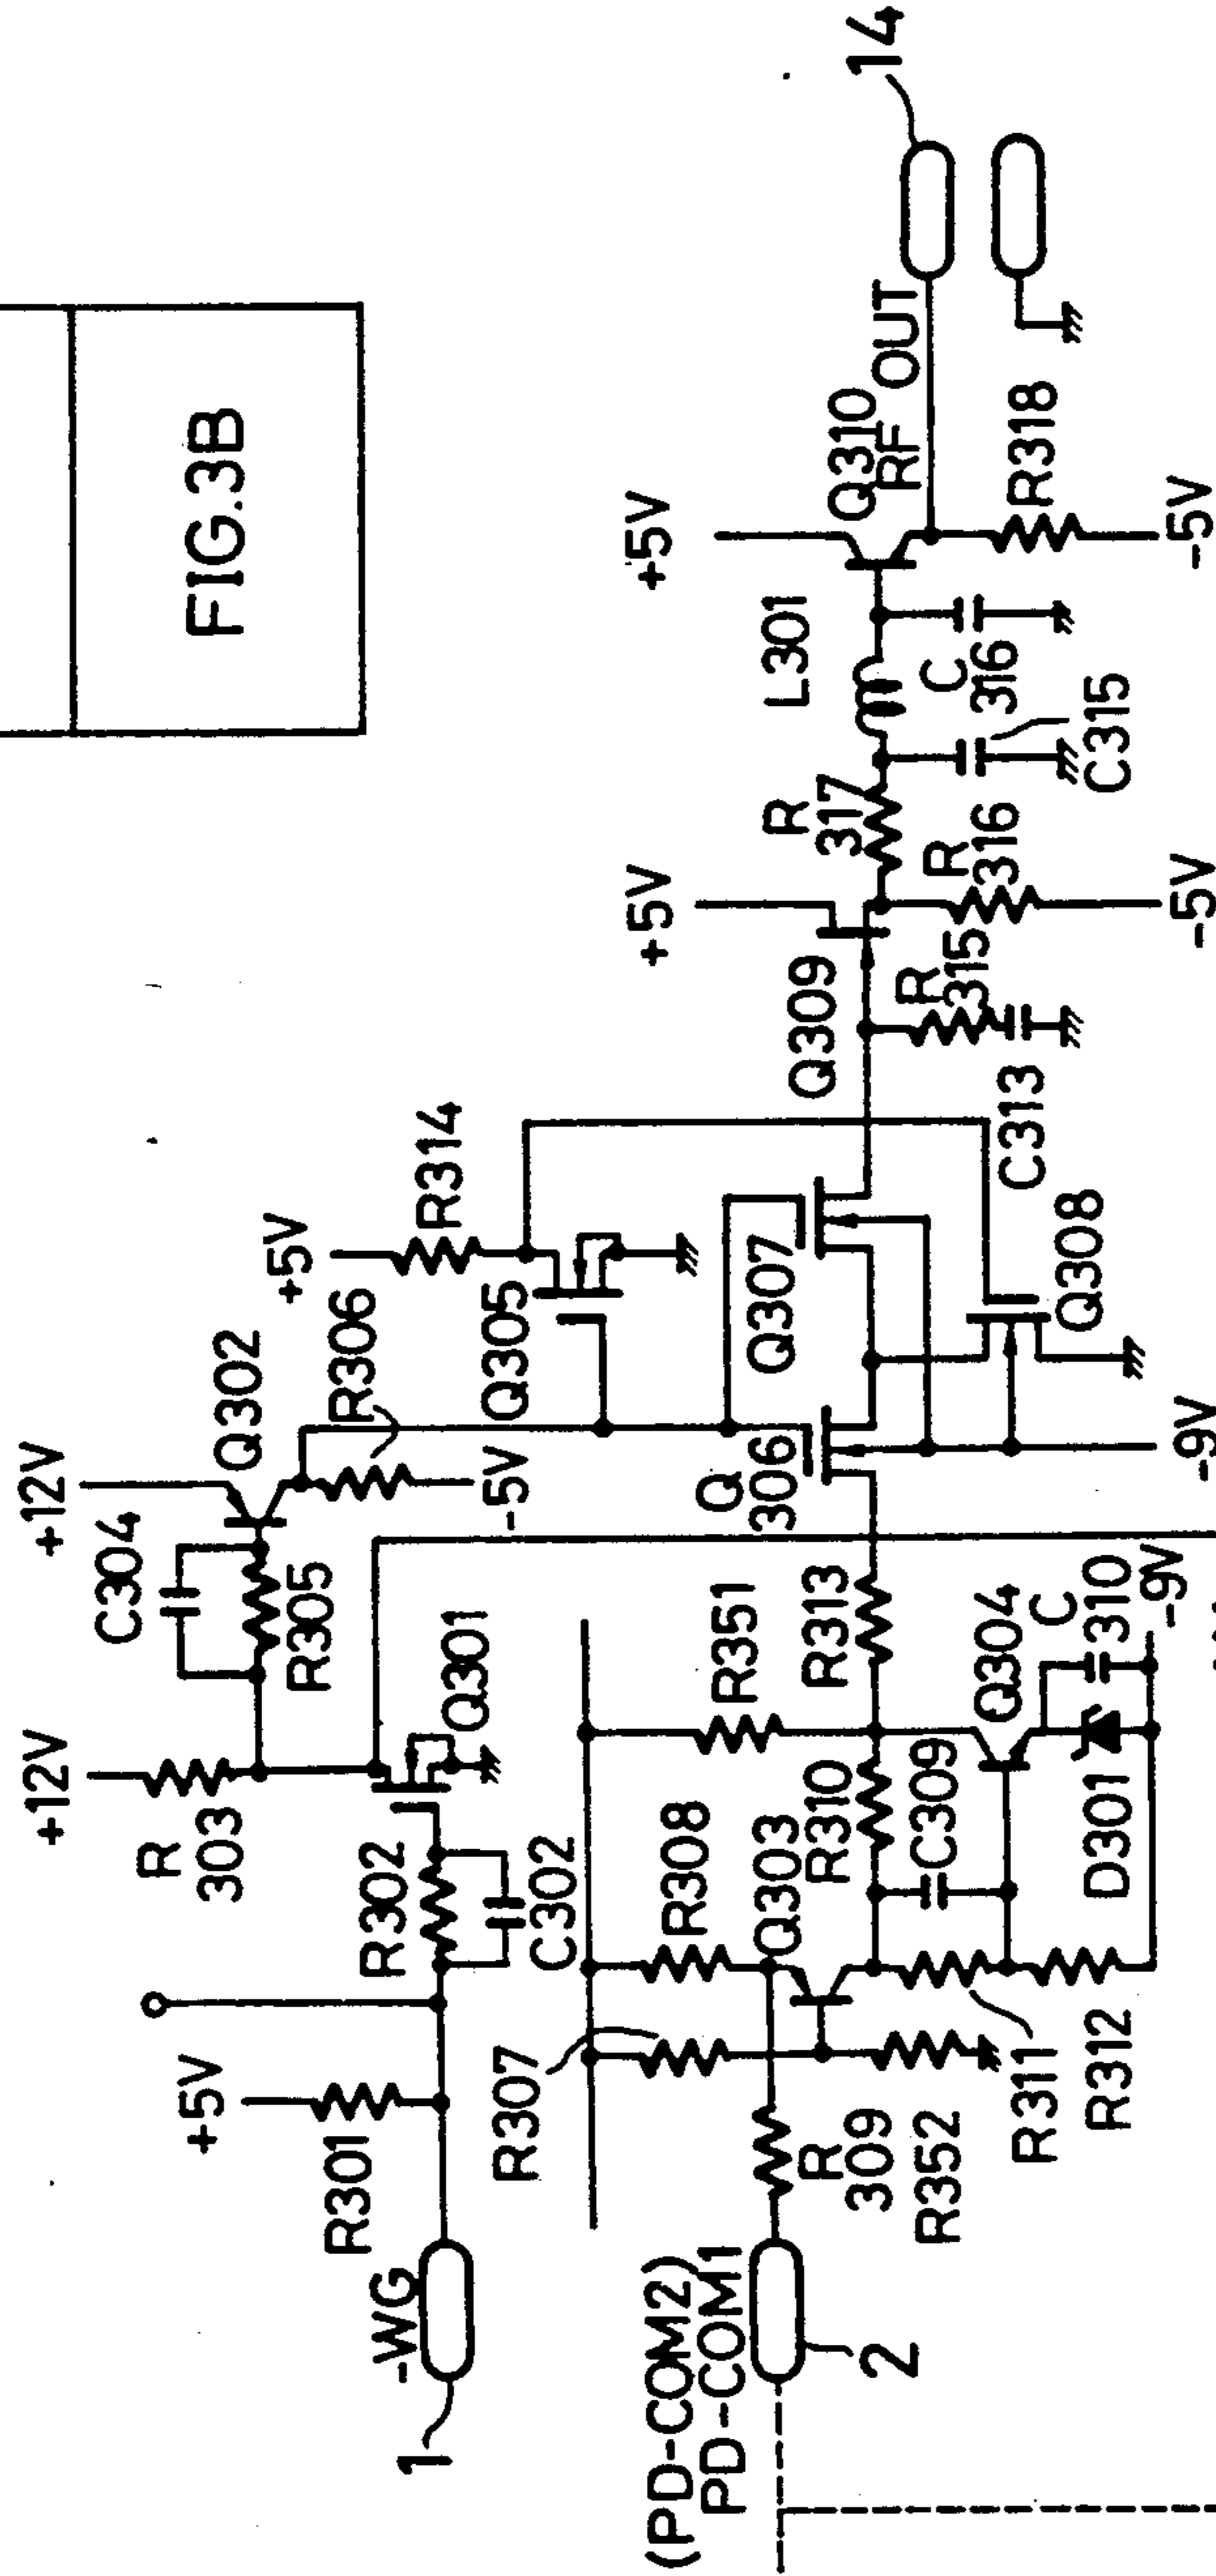 FIG.3B
+12V
+12V
C304
Q302
R
303
R305
R306
-5V
+5V
R314
+5V
R301
R302
C302
Q301
Q305
-WG
1
R307
R308
R351
Q
306
Q307
Q309
+5V
R
317
L301
+5V
Q310
RF OUT
14
(PD-COM2)
PD-COM1
2
R
309
R352
Q303
R310
C309
R313
Q304
C
310
-9V
D301
R311
R312
-9V
Q308
C313
R
315
R
316
-5V
C
316
C315
R318
-5V